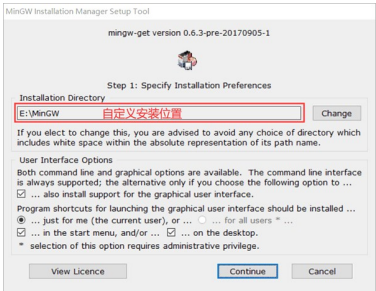 MinGW Installation Manager Setup Tool
mingw-get version 0.6.3-pre-20170905-1
Step 1: Specify Installation Preferences
Installation Directory
E:\MinGW 自定义安装位置 Change
If you elect to change this, you are advised to avoid any choice of directory which
includes white space within the absolute representation of its path name.
User Interface Options
Both command line and graphical options are available. The command line interface
is always supported; the alternative only if you choose the following option to ...
... also install support for the graphical user interface.
Program shortcuts for launching the graphical user interface should be installed ...
... just for me (the current user), or ... ... for all users * ...
... in the start menu, and/or ... ... on the desktop.
* selection of this option requires administrative privilege.
View Licence Continue Cancel